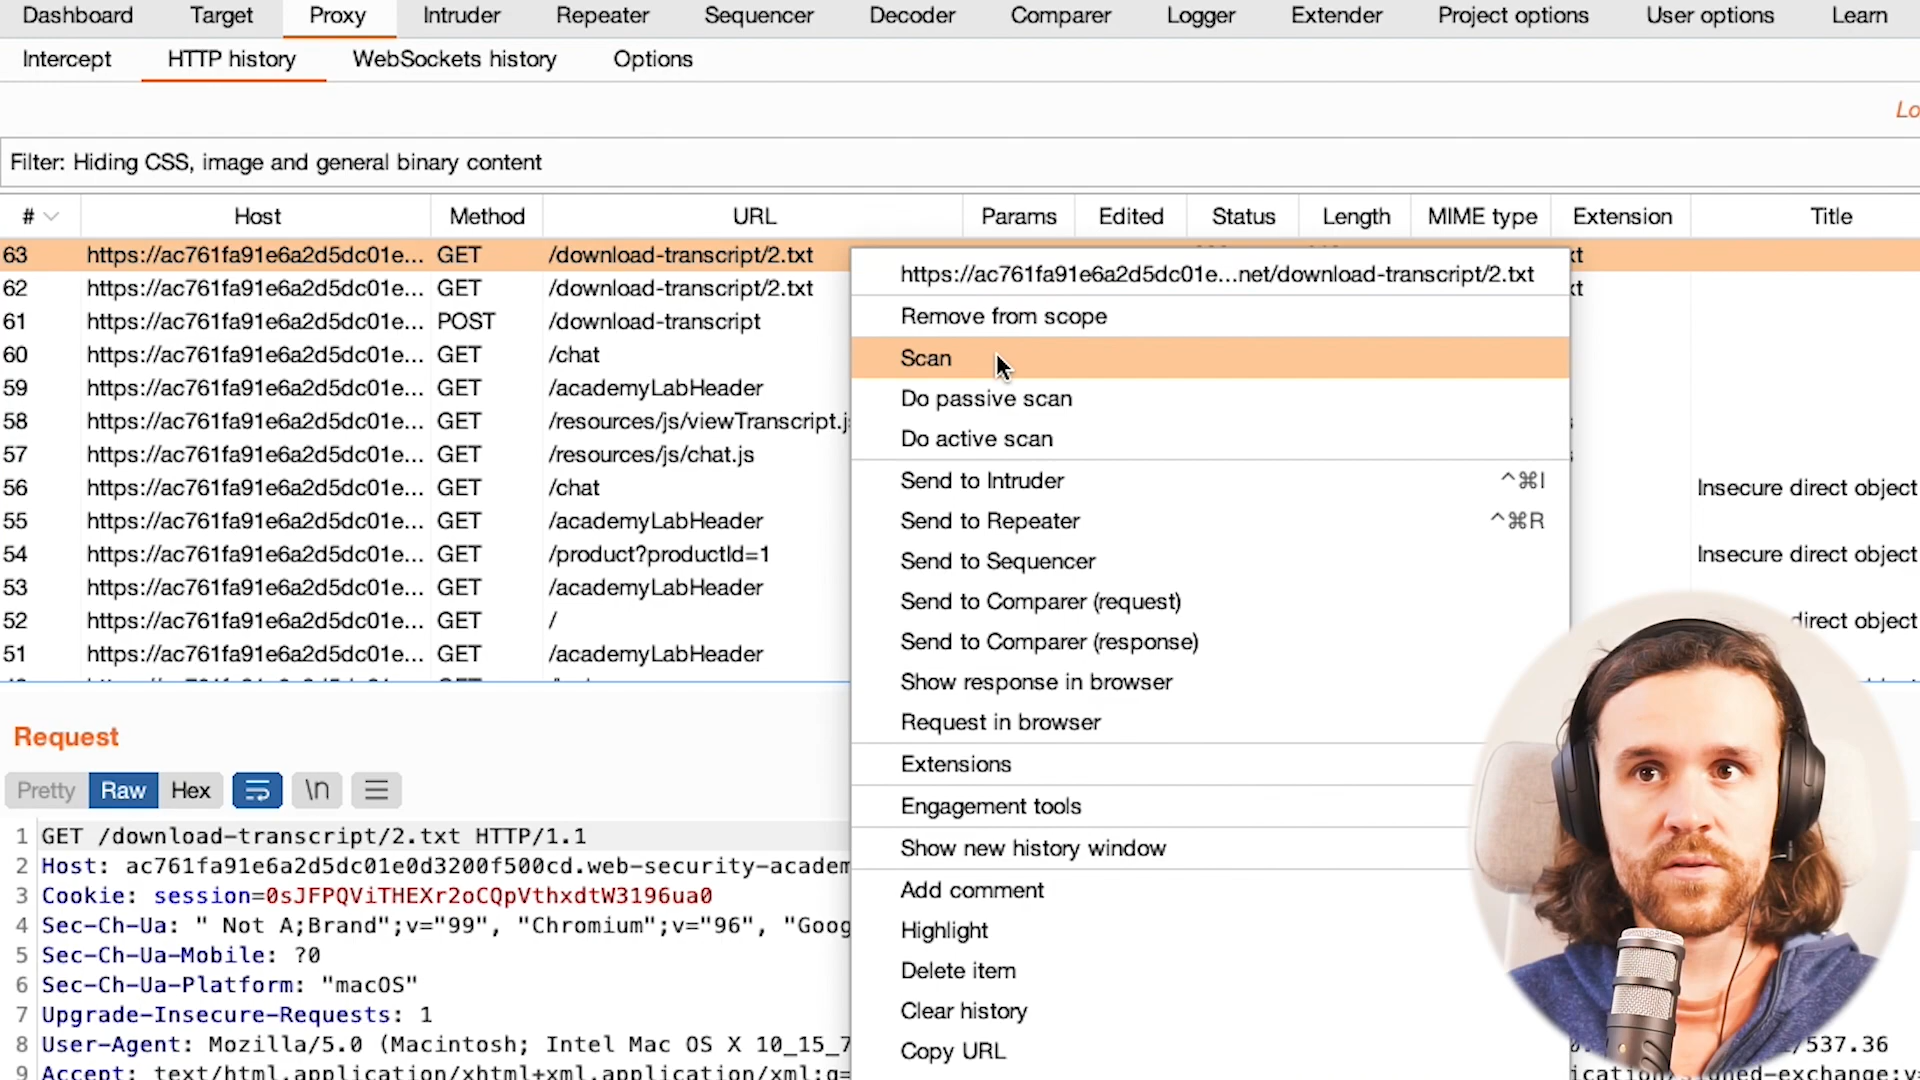 Dashboard Target Proxy Intruder Repeater Sequencer Decoder Comparer Logger Extender Project options User options Learn
Intercept HTTP history WebSockets history Options
Filter: Hiding CSS, image and general binary content
# Host Method URL Params Edited Status Length MIME type Extension Title
63 https://ac761fa91e6a2d5dc01e... GET /download-transcript/2.txt
62 https://ac761fa91e6a2d5dc01e... GET /download-transcript/2.txt
61 https://ac761fa91e6a2d5dc01e... POST /download-transcript
60 https://ac761fa91e6a2d5dc01e... GET /chat
59 https://ac761fa91e6a2d5dc01e... GET /academyLabHeader
58 https://ac761fa91e6a2d5dc01e... GET /resources/js/viewTranscript.j
57 https://ac761fa91e6a2d5dc01e... GET /resources/js/chat.js
56 https://ac761fa91e6a2d5dc01e... GET /chat Insecure direct object
55 https://ac761fa91e6a2d5dc01e... GET /academyLabHeader
54 https://ac761fa91e6a2d5dc01e... GET /product?productId=1 Insecure direct object
53 https://ac761fa91e6a2d5dc01e... GET /academyLabHeader
52 https://ac761fa91e6a2d5dc01e... GET / direct object
51 https://ac761fa91e6a2d5dc01e... GET /academyLabHeader
https://ac761fa91e6a2d5dc01e...net/download-transcript/2.txt
Remove from scope
Scan
Do passive scan
Do active scan
Send to Intruder ^⌘I
Send to Repeater ^⌘R
Send to Sequencer
Send to Comparer (request)
Send to Comparer (response)
Show response in browser
Request in browser
Extensions
Engagement tools
Show new history window
Add comment
Highlight
Delete item
Clear history
Copy URL
Request
Pretty Raw Hex \n
1 GET /download-transcript/2.txt HTTP/1.1
2 Host: ac761fa91e6a2d5dc01e0d3200f500cd.web-security-academ
3 Cookie: session=0sJFPQViTHEXr2oCQpVthxdtW3196ua0
4 Sec-Ch-Ua: " Not A;Brand";v="99", "Chromium";v="96", "Goog
5 Sec-Ch-Ua-Mobile: ?0
6 Sec-Ch-Ua-Platform: "macOS"
7 Upgrade-Insecure-Requests: 1
8 User-Agent: Mozilla/5.0 (Macintosh; Intel Mac OS X 10_15_7 /537.36
9 Accept: text/html,application/xhtml+xml,application/xml;q=